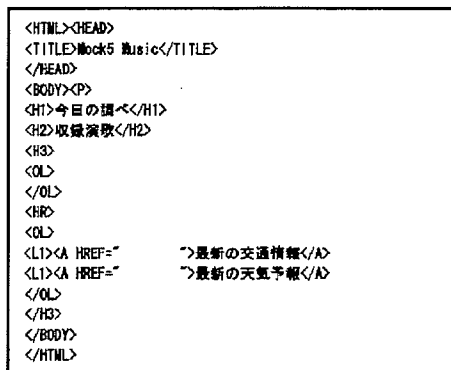 <HTML><HEAD>
<TITLE>Mock5 Music</TITLE>
</HEAD>
<BODY><P>
<H1>今日の調べ</H1>
<H2>収録演歌</H2>
<H3>
<OL>
</OL>
<HR>
<OL>
<L1><A HREF="          ">最新の交通情報</A>
<L1><A HREF="          ">最新の天気予報</A>
</OL>
</H3>
</BODY>
</HTML>